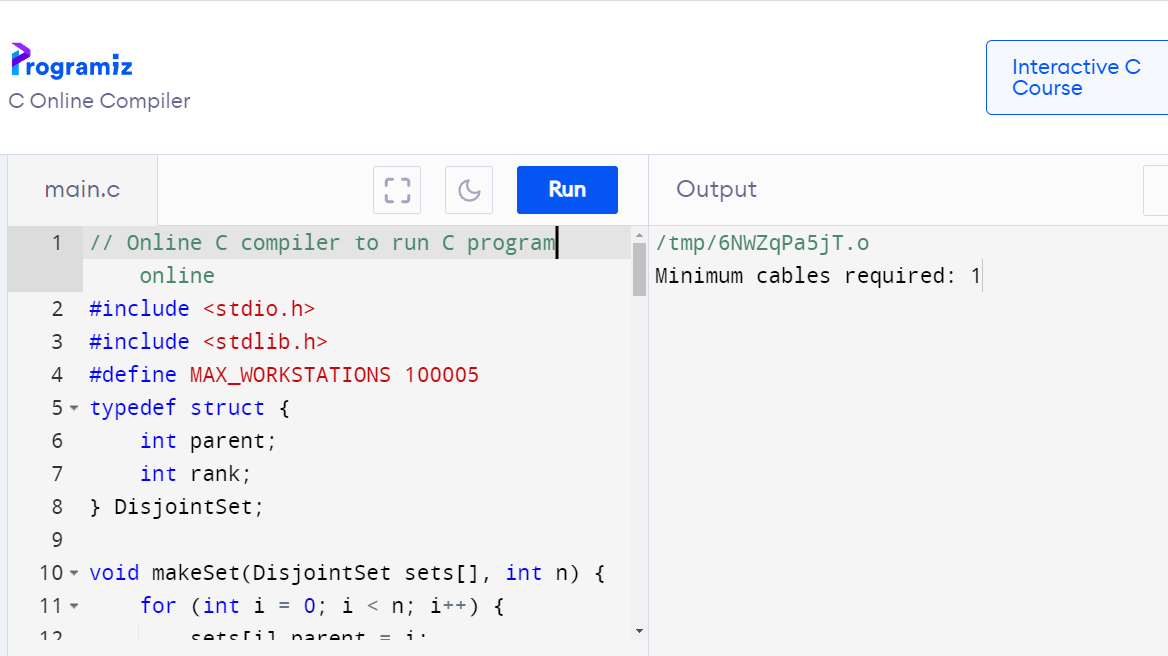 Programiz
C Online Compiler
Interactive C
Course
main.c
Run
Output
1 // Online C compiler to run C program
online
2 #include <stdio.h>
3 #include <stdlib.h>
4 #define MAX_WORKSTATIONS 100005
5 typedef struct {
6 int parent;
7 int rank;
8 } DisjointSet;
9
10 void makeSet(DisjointSet sets[], int n) {
11 for (int i = 0; i < n; i++) {
12 sets[i].parent = i;
/tmp/6NWZqPa5jT.o
Minimum cables required: 1